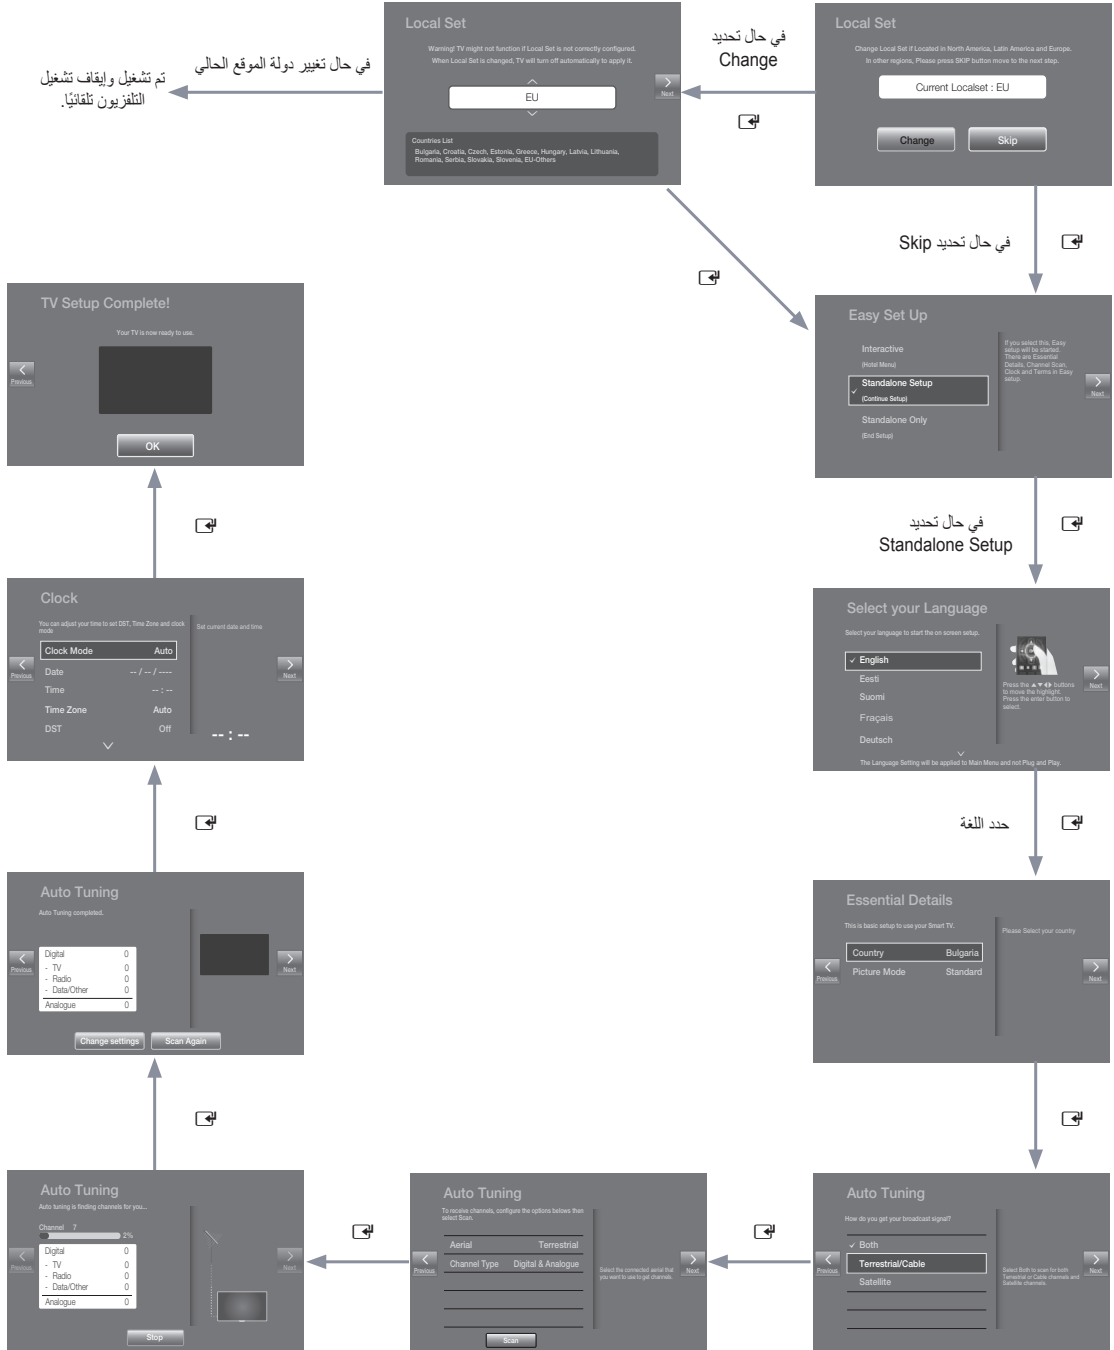 Local Set
Change Local Set if Located in North America, Latin America and Europe.
In other regions, Please press SKIP button move to the next step.
Current Localset : EU
Change
Skip
في حال تحديد
Change
Local Set
Warning! TV might not function if Local Set is not correctly configured.
When Local Set is changed, TV will turn off automatically to apply it.
EU
Next
Countries List
Bulgaria, Croatia, Czech, Estonia, Greece, Hungary, Latvia, Lithuania,
Romania, Serbia, Slovakia, Slovenia, EU-Others
في حال تغيير دولة الموقع الحالي
تم تشغيل وإيقاف تشغيل
التلفزيون تلقائيًا.
في حال تحديد Skip
Easy Set Up
Interactive
(Hotel Menu)
Standalone Setup
(Continue Setup)
Standalone Only
(End Setup)
If you select this, Easy
setup will be started.
There are Essential
Details, Channel Scan,
Clock and Terms in Easy
setup.
Next
في حال تحديد
Standalone Setup
Select your Language
Select your language to start the on screen setup.
English
Eesti
Suomi
Fraçais
Deutsch
Press the ▲▼◀▶ buttons
to move the highlight.
Press the enter button to
select.
Next
The Language Setting will be applied to Main Menu and not Plug and Play.
حدد اللغة
Essential Details
This is basic setup to use your Smart TV.
Country Bulgaria
Picture Mode Standard
Please Select your country
Previous
Next
Auto Tuning
How do you get your broadcast signal?
Both
Terrestrial/Cable
Satellite
Select Both to scan for both
Terrestrial or Cable channels and
Satellite channels.
Previous
Next
Auto Tuning
To receive channels, configure the options belows then
select Scan.
Aerial Terrestrial
Channel Type Digital & Analogue
Select the connected aerial that
you want to use to get channels.
Previous
Next
Scan
Auto Tuning
Auto tuning is finding channels for you...
Channel 7
2%
Digital 0
- TV 0
- Radio 0
- Data/Other 0
Analogue 0
Previous
Next
Stop
Auto Tuning
Auto Tuning completed.
Digital 0
- TV 0
- Radio 0
- Data/Other 0
Analogue 0
Previous
Next
Change settings
Scan Again
Clock
You can adjust your time to set DST, Time Zone and clock
mode
Clock Mode Auto
Date -- / -- / ----
Time -- : --
Time Zone Auto
DST Off
Set current date and time
-- : --
Previous
Next
TV Setup Complete!
Your TV is now ready to use.
Previous
OK